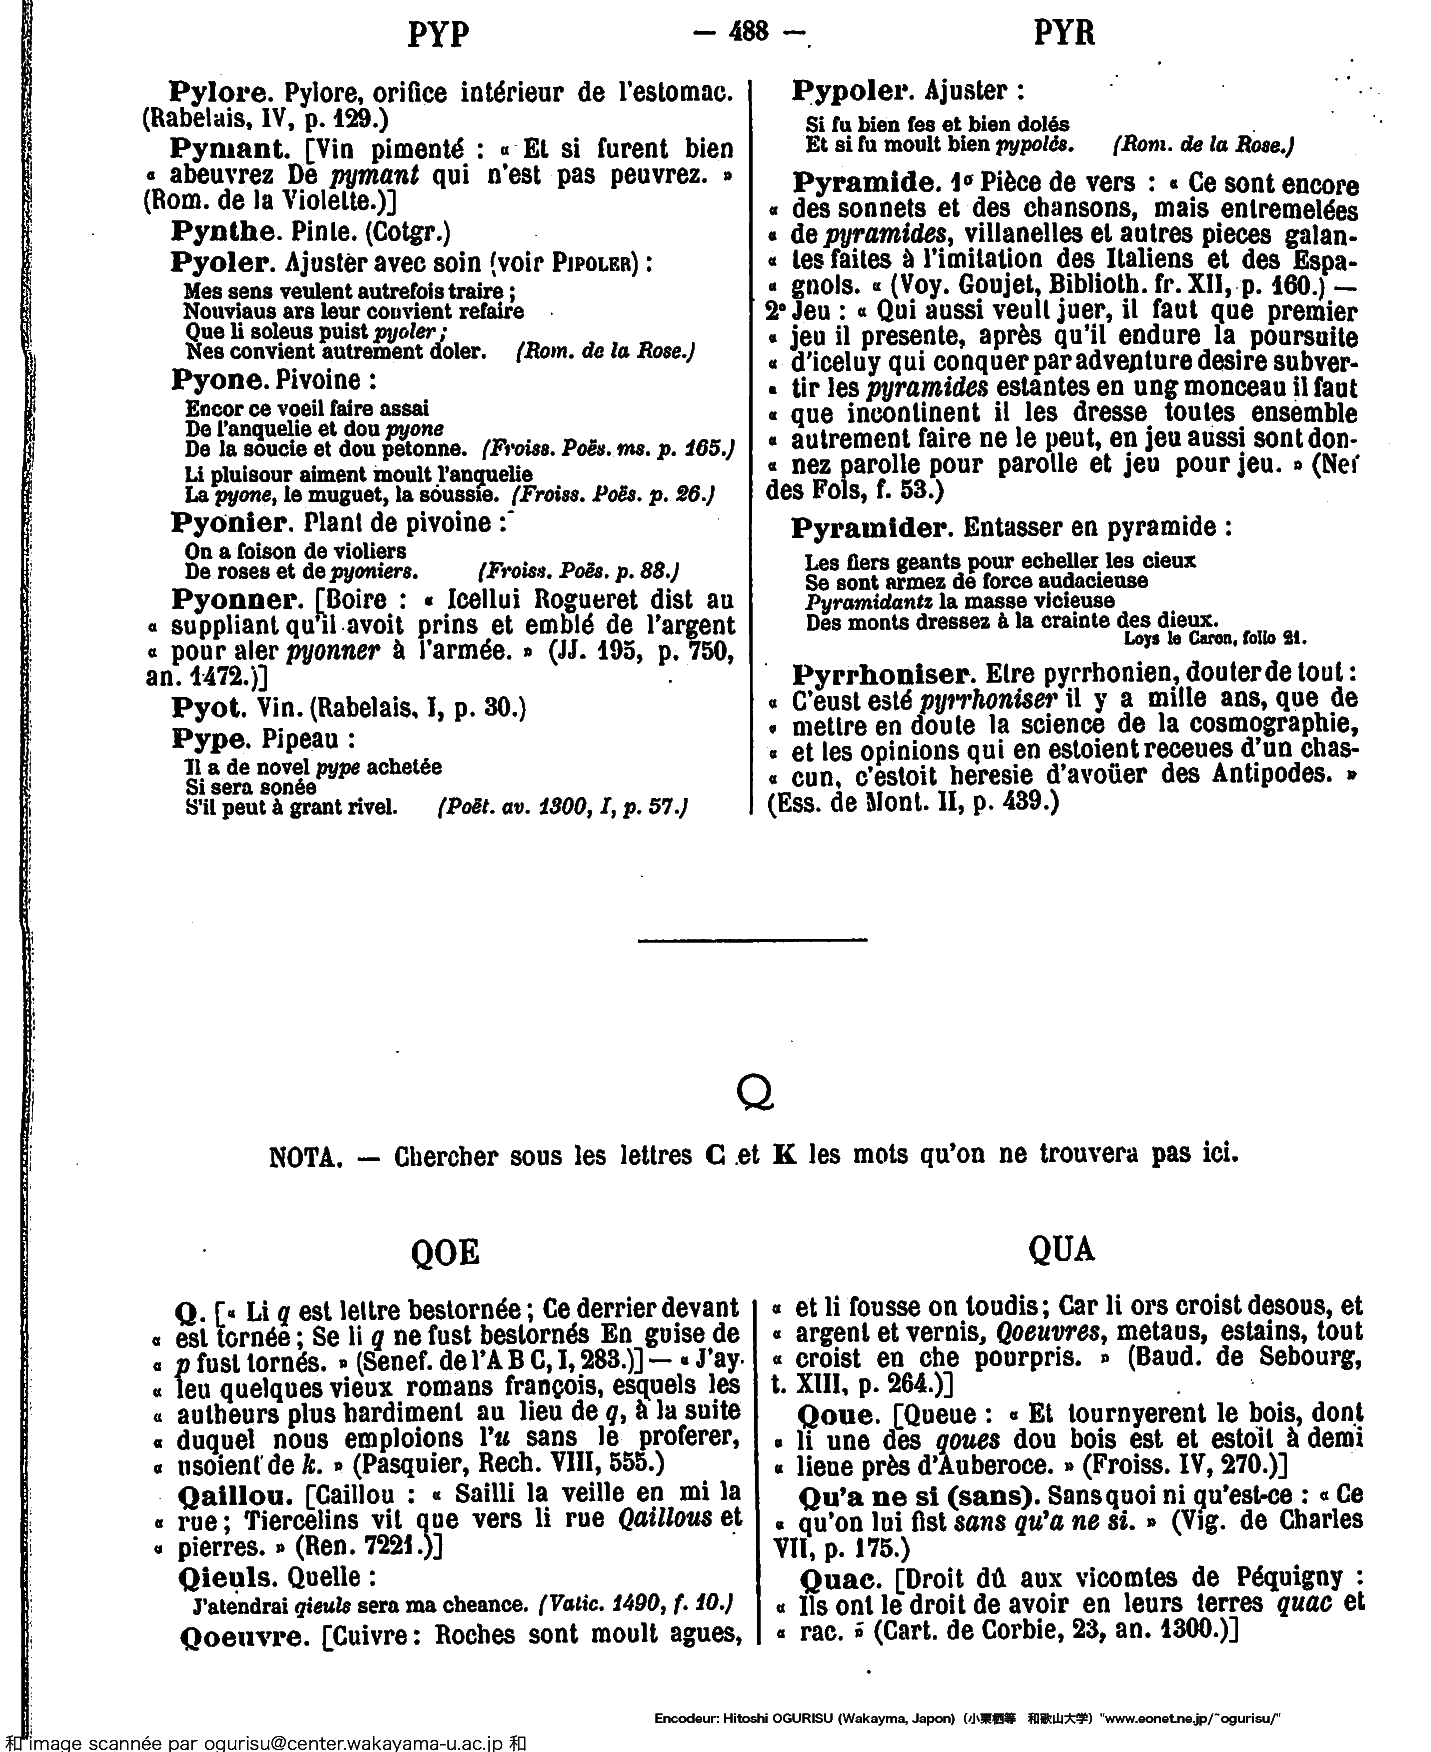 PYP — 488 — PYR
Pylore. Pylore, orifice intérieur de l'estomac.
(Rabelais, IV, p. 129.)
Pymant. [Vin pimenté : « Et si furent bien
« abeuvrez De pymant qui n'est pas peuvrez. »
(Rom. de la Violette.)]
Pynthe. Pinte. (Cotgr.)
Pyoler. Ajuster avec soin (voir PIPOLER) :
Mes sens veulent autrefois traire ;
Nouviaus ars leur convient refaire
Que li soleus puist pyoler ;
Nes convient autrement doler. (Rom. de la Rose.)
Pyone. Pivoine :
Encor ce voeil faire assai
De l'anquelie et dou pyone
De la soucie et dou petonne. (Froiss. Poës. ms. p. 165.)
Li pluisour aiment moult l'anquelie
La pyone, le muguet, la soussie. (Froiss. Poës. p. 26.)
Pyonier. Plant de pivoine :
On a foison de violiers
De roses et de pyoniers. (Froiss. Poës. p. 88.)
Pyonner. [Boire : « Icellui Rogueret dist au
« suppliant qu'il avoit prins et emblé de l'argent
« pour aler pyonner à l'armée. » (JJ. 195, p. 750,
an. 1472.)]
Pyot. Vin. (Rabelais, I, p. 30.)
Pype. Pipeau :
Il a de novel pype achetée
Si sera sonée
S'il peut à grant rivel. (Poët. av. 1300, I, p. 57.)
Pypoler. Ajuster :
Si fu bien fes et bien dolés
Et si fu moult bien pypolés. (Rom. de la Rose.)
Pyramide. 1º Pièce de vers : « Ce sont encore
« des sonnets et des chansons, mais entremelées
« de pyramides, villanelles et autres pieces galan-
« tes faites à l'imitation des Italiens et des Espa-
« gnols. « (Voy. Goujet, Biblioth. fr. XII, p. 160.) —
2º Jeu : « Qui aussi veult juer, il faut que premier
« jeu il presente, après qu'il endure la poursuite
« d'iceluy qui conquer par adventure desire subver-
« tir les pyramides estantes en ung monceau il faut
« que incontinent il les dresse toutes ensemble
« autrement faire ne le peut, en jeu aussi sont don-
« nez parolle pour parolle et jeu pour jeu. » (Nef
des Fols, f. 53.)
Pyramider. Entasser en pyramide :
Les fiers geants pour echeller les cieux
Se sont armez de force audacieuse
Pyramidantz la masse vicieuse
Des monts dressez à la crainte des dieux.
Loys le Caron, folio 21.
Pyrrhoniser. Etre pyrrhonien, douter de tout :
« C'eust esté pyrrhoniser il y a mille ans, que de
« mettre en doute la science de la cosmographie,
« et les opinions qui en estoient receues d'un chas-
« cun, c'estoit heresie d'avoüer des Antipodes. »
(Ess. de Mont. II, p. 439.)
Q
NOTA. — Chercher sous les lettres C et K les mots qu'on ne trouvera pas ici.
QOE QUA
Q. [« Li q est lettre bestornée ; Ce derrier devant
« est tornée ; Se li q ne fust bestornés En guise de
« p fust tornés. » (Senef. de l'A B C, I, 283.)] — « J'ay
« leu quelques vieux romans françois, esquels les
« autheurs plus hardiment au lieu de q, à la suite
« duquel nous emploions l'u sans le proferer,
« usoient de k. » (Pasquier, Rech. VIII, 555.)
Qaillou. [Caillou : « Sailli la veille en mi la
« rue ; Tiercelins vit que vers li rue Qaillous et
« pierres. » (Ren. 7221.)]
Qieuls. Quelle :
J'atendrai qieuls sera ma cheance. (Vatic. 1490, f. 10.)
Qoeuvre. [Cuivre : Roches sont moult agues,
« et li fousse on toudis ; Car li ors croist desous, et
« argent et vernis, Qoeuvres, metaus, estains, tout
« croist en che pourpris. » (Baud. de Sebourg,
t. XIII, p. 264.)]
Qoue. [Queue : « Et tournyerent le bois, dont
« li une des qoues dou bois est et estoit à demi
« lieue près d'Auberoce. » (Froiss. IV, 270.)]
Qu'a ne si (sans). Sans quoi ni qu'est-ce : « Ce
« qu'on lui fist sans qu'a ne si. » (Vig. de Charles
VII, p. 175.)
Quac. [Droit dû aux vicomtes de Péquigny :
« Ils ont le droit de avoir en leurs terres quac et
« rac. » (Cart. de Corbie, 23, an. 1300.)]
Encodeur: Hitoshi OGURISU (Wakayma, Japon) (小栗栖等 和歌山大学) "www.eonet.ne.jp/~ogurisu/"
和 image scannée par ogurisu@center.wakayama-u.ac.jp 和